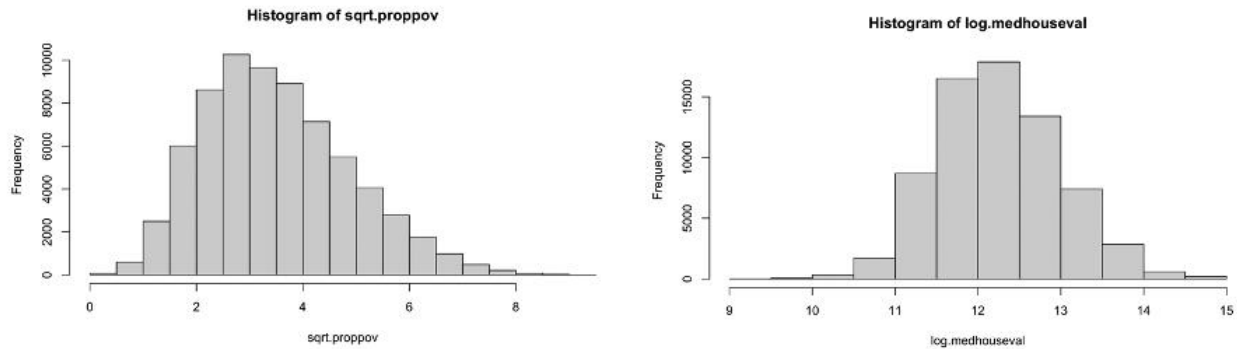 Histogram of sqrt.proppov
Frequency
0 2000 4000 6000 8000 10000
0 2 4 6 8
sqrt.proppov
Histogram of log.medhouseval
Frequency
0 5000 10000 15000
9 10 11 12 13 14 15
log.medhouseval